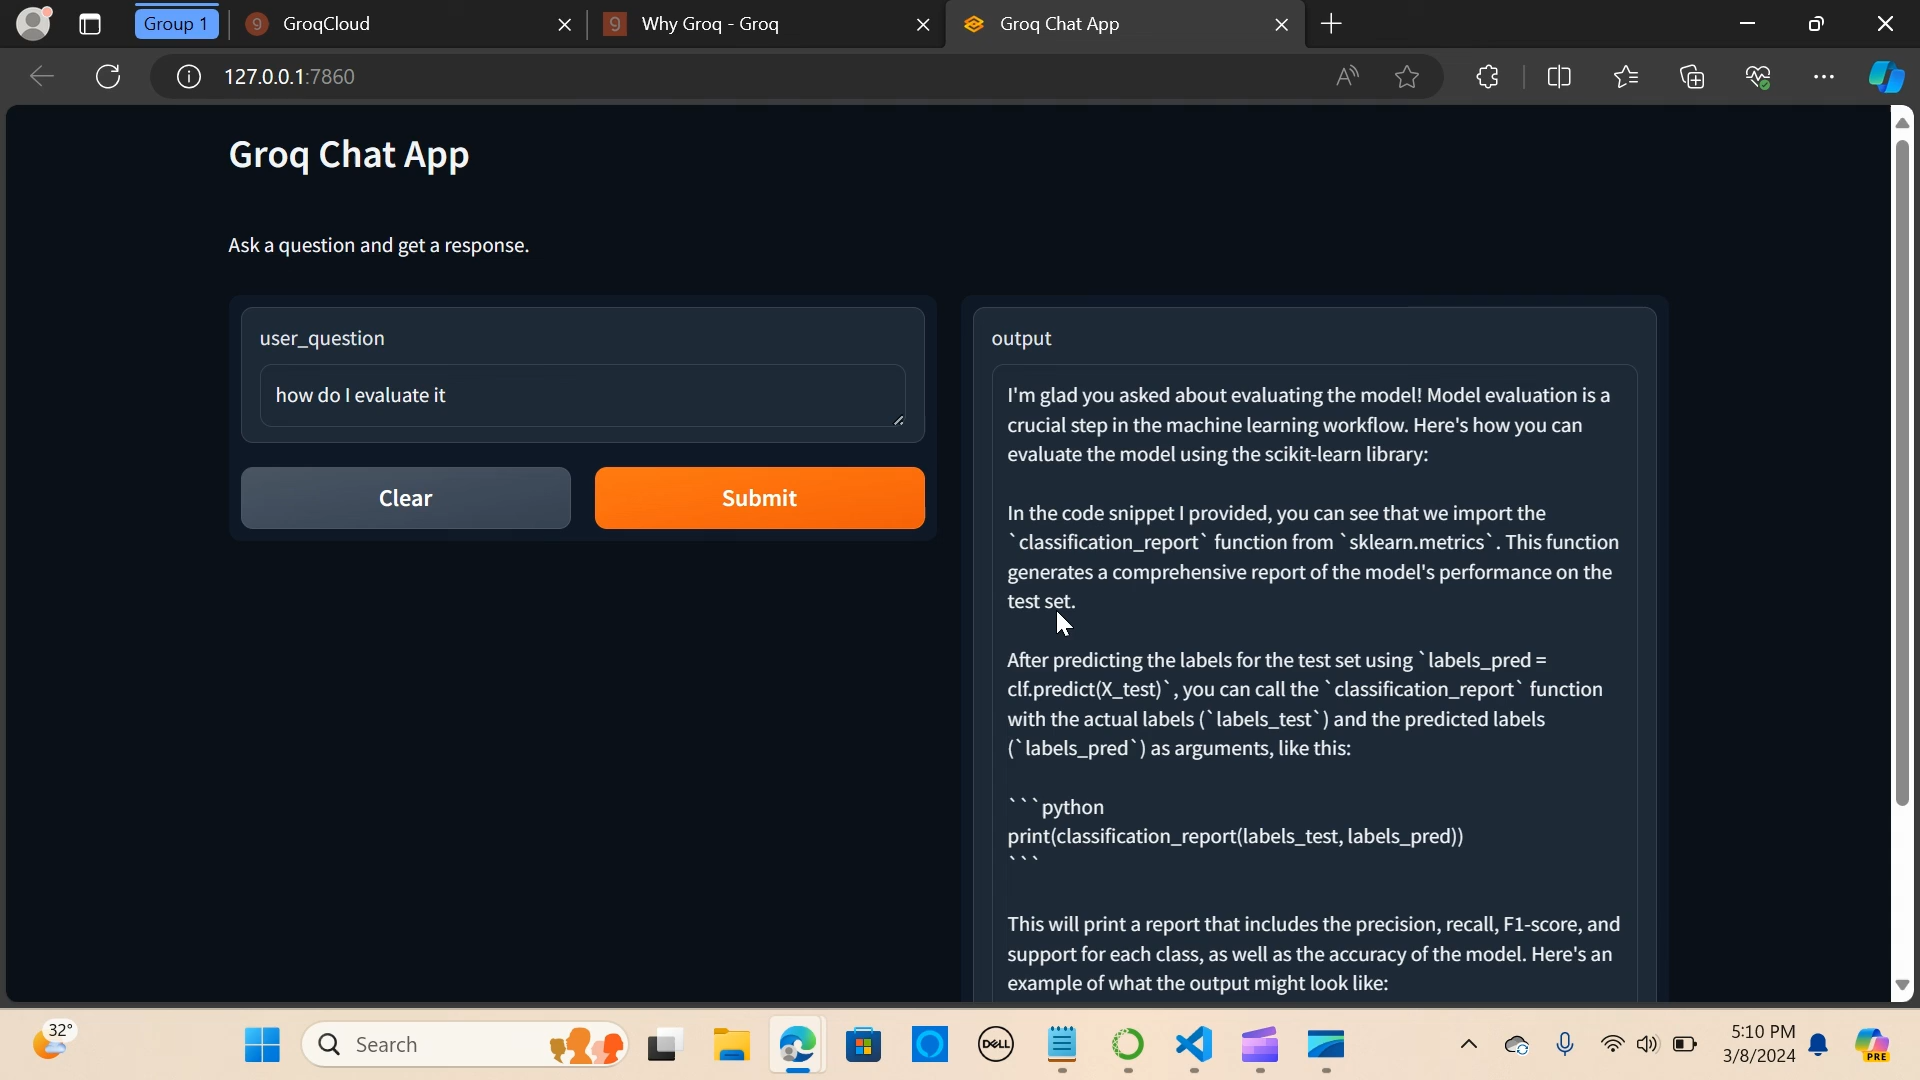 Group 1
GroqCloud
Why Groq - Groq
Groq Chat App
127.0.0.1:7860
Groq Chat App
Ask a question and get a response.
user_question
how do I evaluate it
Clear
Submit
output
I'm glad you asked about evaluating the model! Model evaluation is a
crucial step in the machine learning workflow. Here's how you can
evaluate the model using the scikit-learn library:
In the code snippet I provided, you can see that we import the
`classification_report` function from `sklearn.metrics`. This function
generates a comprehensive report of the model's performance on the
test set.
After predicting the labels for the test set using `labels_pred =
clf.predict(X_test)`, you can call the `classification_report` function
with the actual labels (`labels_test`) and the predicted labels
(`labels_pred`) as arguments, like this:
```python
print(classification_report(labels_test, labels_pred))
```
This will print a report that includes the precision, recall, F1-score, and
support for each class, as well as the accuracy of the model. Here's an
example of what the output might look like:
32°
Search
DELL
5:10 PM
3/8/2024
PRE